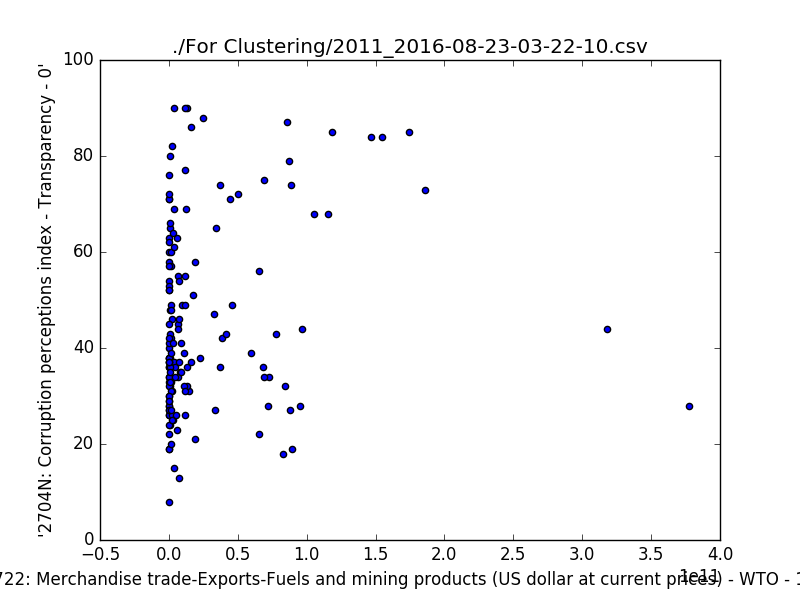 ./For Clustering/2011_2016-08-23-03-22-10.csv
100
80
60
40
20
0
'2704N: Corruption perceptions index - Transparency - 0'
−0.5 0.0 0.5 1.0 1.5 2.0 2.5 3.0 3.5 4.0
1e11
722: Merchandise trade-Exports-Fuels and mining products (US dollar at current prices) - WTO - 1